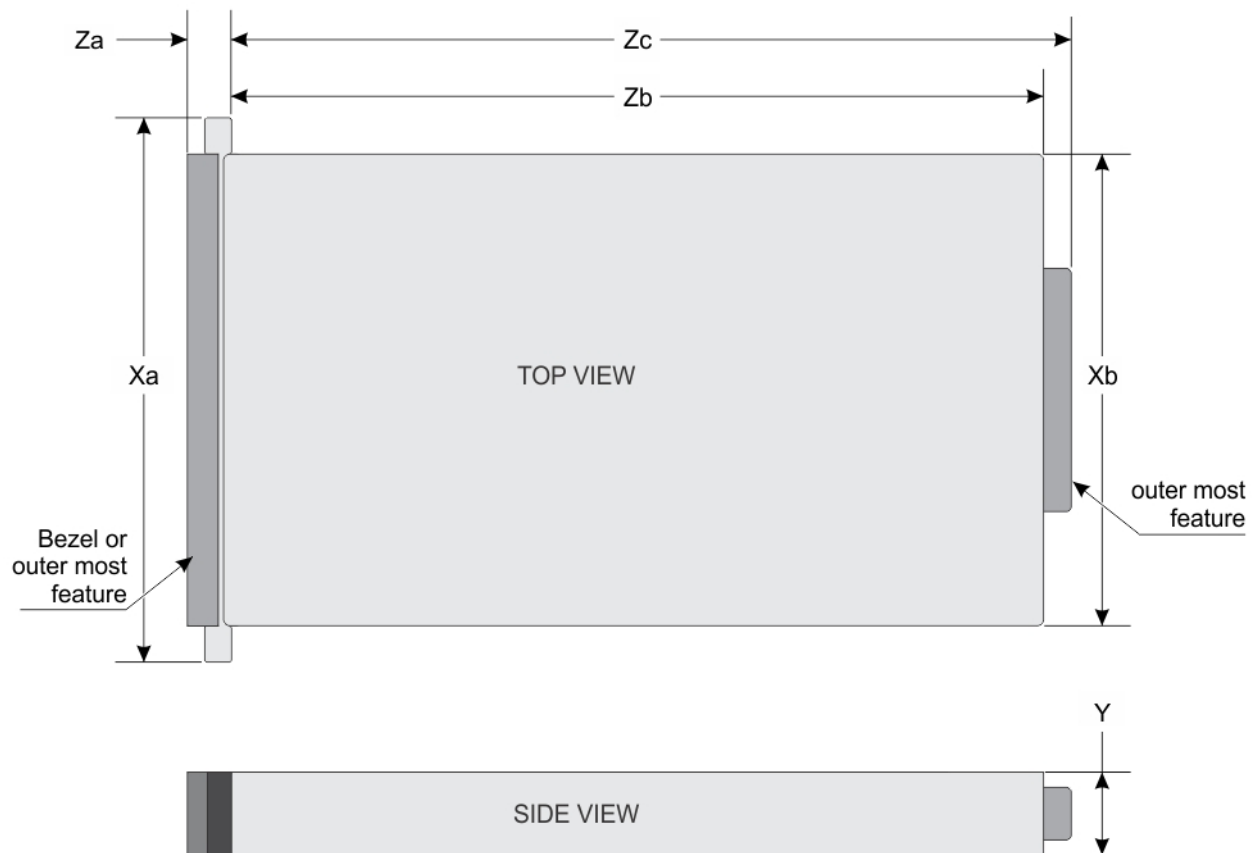 Za
Zc
Zb
Xa
TOP VIEW
Xb
outer most
feature
Bezel or
outer most
feature
Y
SIDE VIEW